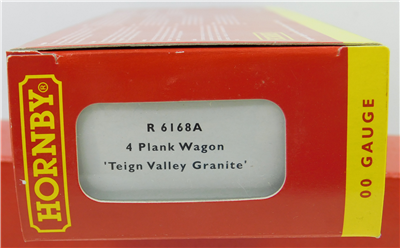 HORNBY®
R 6168A
4 Plank Wagon
'Teign Valley Granite'
00 GAUGE